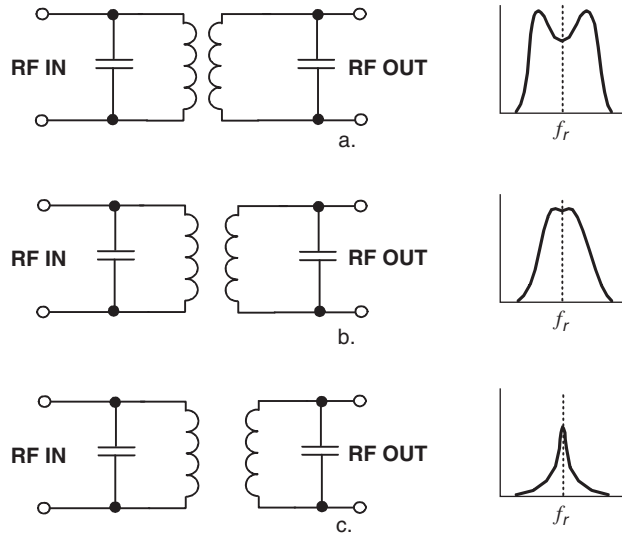 RF IN
RF OUT
a.
f_r
RF IN
RF OUT
b.
f_r
RF IN
RF OUT
c.
f_r